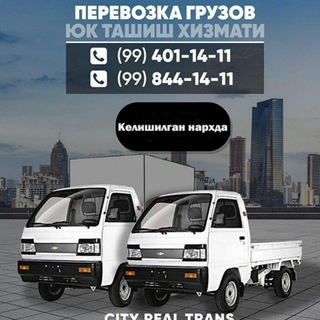 ПЕРЕВОЗКА ГРУЗОВ
ЮК ТАШИШ ХИЗМАТИ
(99) 401-14-11
(99) 844-14-11
Келишилган нархда
CITY REAL TRANS